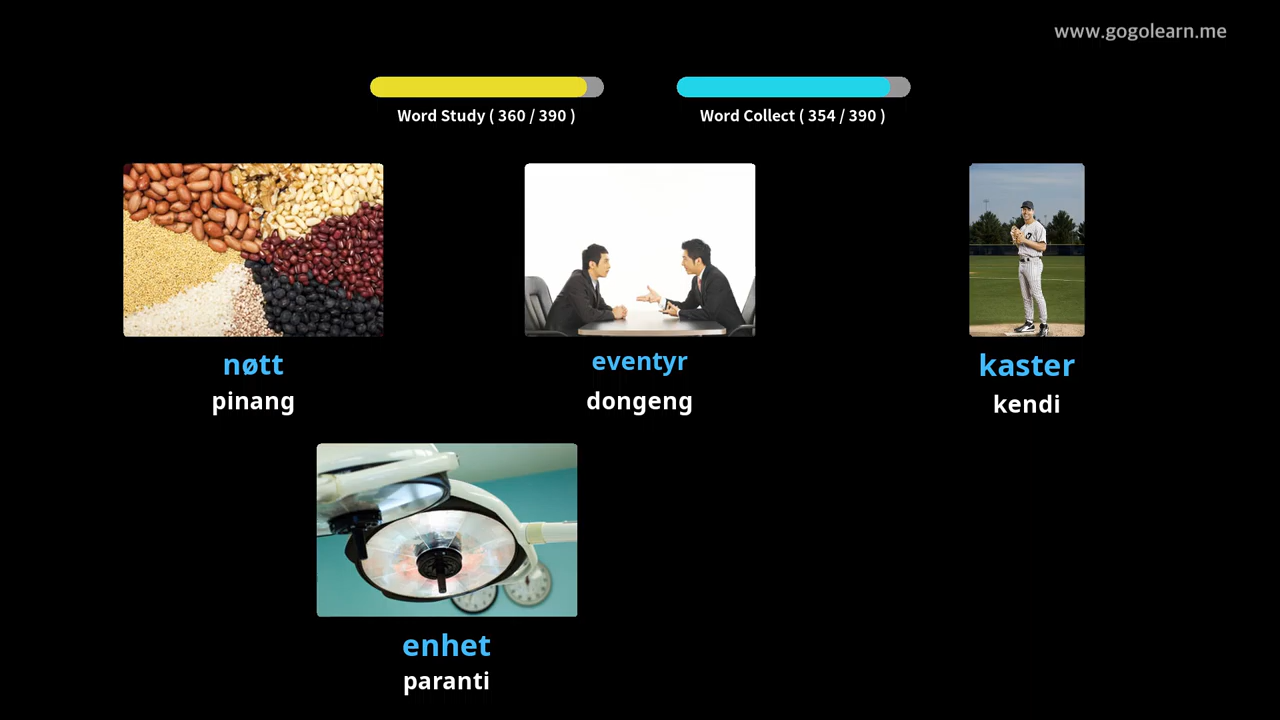 www.gogolearn.me
Word Study ( 360 / 390 )
Word Collect ( 354 / 390 )
nøtt
pinang
eventyr
dongeng
kaster
kendi
enhet
paranti